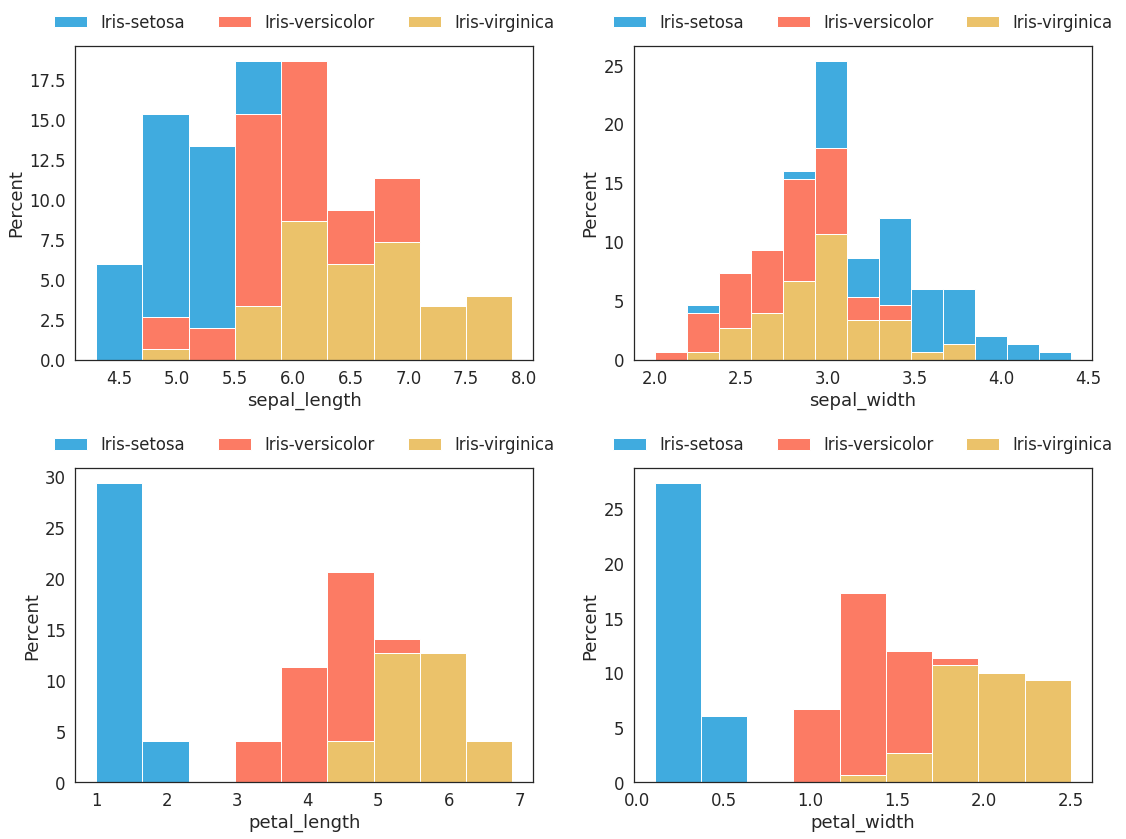 Iris-setosa Iris-versicolor Iris-virginica
17.5
15.0
12.5
10.0
7.5
5.0
2.5
0.0
Percent
4.5 5.0 5.5 6.0 6.5 7.0 7.5 8.0
sepal_length
Iris-setosa Iris-versicolor Iris-virginica
25
20
15
10
5
0
Percent
2.0 2.5 3.0 3.5 4.0 4.5
sepal_width
Iris-setosa Iris-versicolor Iris-virginica
30
25
20
15
10
5
0
Percent
1 2 3 4 5 6 7
petal_length
Iris-setosa Iris-versicolor Iris-virginica
25
20
15
10
5
0
Percent
0.0 0.5 1.0 1.5 2.0 2.5
petal_width